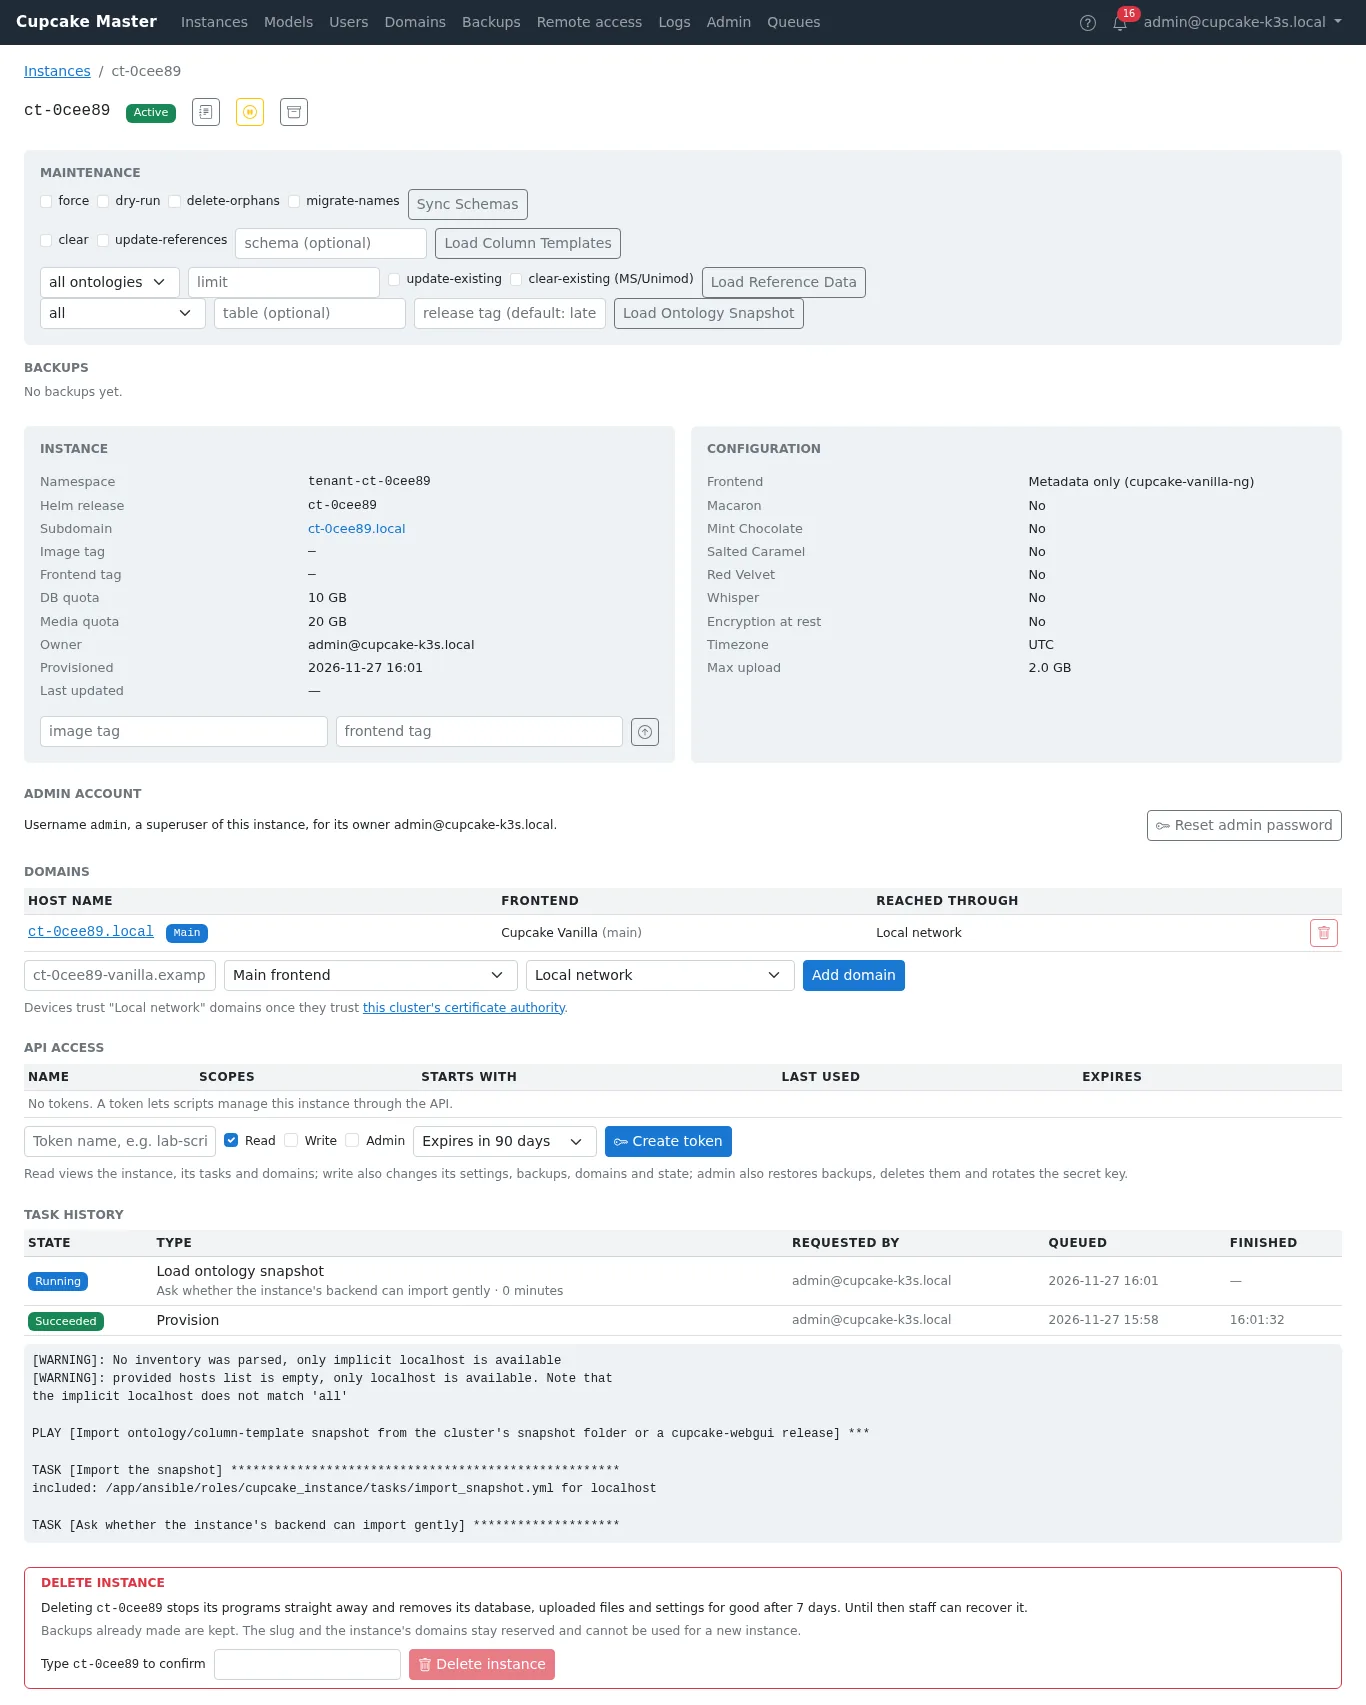 Cupcake Master Instances Models Users Domains Backups Remote access Logs Admin Queues 16 admin@cupcake-k3s.local
Instances / ct-0cee89
ct-0cee89 Active
MAINTENANCE
force dry-run delete-orphans migrate-names Sync Schemas
clear update-references schema (optional) Load Column Templates
all ontologies limit update-existing clear-existing (MS/Unimod) Load Reference Data
all table (optional) release tag (default: late Load Ontology Snapshot
BACKUPS
No backups yet.
INSTANCE
Namespace tenant-ct-0cee89
Helm release ct-0cee89
Subdomain ct-0cee89.local
Image tag —
Frontend tag —
DB quota 10 GB
Media quota 20 GB
Owner admin@cupcake-k3s.local
Provisioned 2026-11-27 16:01
Last updated —
image tag frontend tag
CONFIGURATION
Frontend Metadata only (cupcake-vanilla-ng)
Macaron No
Mint Chocolate No
Salted Caramel No
Red Velvet No
Whisper No
Encryption at rest No
Timezone UTC
Max upload 2.0 GB
ADMIN ACCOUNT
Username admin, a superuser of this instance, for its owner admin@cupcake-k3s.local. Reset admin password
DOMAINS
HOST NAME FRONTEND REACHED THROUGH
ct-0cee89.local Main Cupcake Vanilla (main) Local network
ct-0cee89-vanilla.examp Main frontend Local network Add domain
Devices trust "Local network" domains once they trust this cluster's certificate authority.
API ACCESS
NAME SCOPES STARTS WITH LAST USED EXPIRES
No tokens. A token lets scripts manage this instance through the API.
Token name, e.g. lab-scri Read Write Admin Expires in 90 days Create token
Read views the instance, its tasks and domains; write also changes its settings, backups, domains and state; admin also restores backups, deletes them and rotates the secret key.
TASK HISTORY
STATE TYPE REQUESTED BY QUEUED FINISHED
Running Load ontology snapshot admin@cupcake-k3s.local 2026-11-27 16:01 —
Ask whether the instance's backend can import gently · 0 minutes
Succeeded Provision admin@cupcake-k3s.local 2026-11-27 15:58 16:01:32
[WARNING]: No inventory was parsed, only implicit localhost is available
[WARNING]: provided hosts list is empty, only localhost is available. Note that
the implicit localhost does not match 'all'
PLAY [Import ontology/column-template snapshot from the cluster's snapshot folder or a cupcake-webgui release] ***
TASK [Import the snapshot] *****************************************************
included: /app/ansible/roles/cupcake_instance/tasks/import_snapshot.yml for localhost
TASK [Ask whether the instance's backend can import gently] ********************
DELETE INSTANCE
Deleting ct-0cee89 stops its programs straight away and removes its database, uploaded files and settings for good after 7 days. Until then staff can recover it.
Backups already made are kept. The slug and the instance's domains stay reserved and cannot be used for a new instance.
Type ct-0cee89 to confirm Delete instance